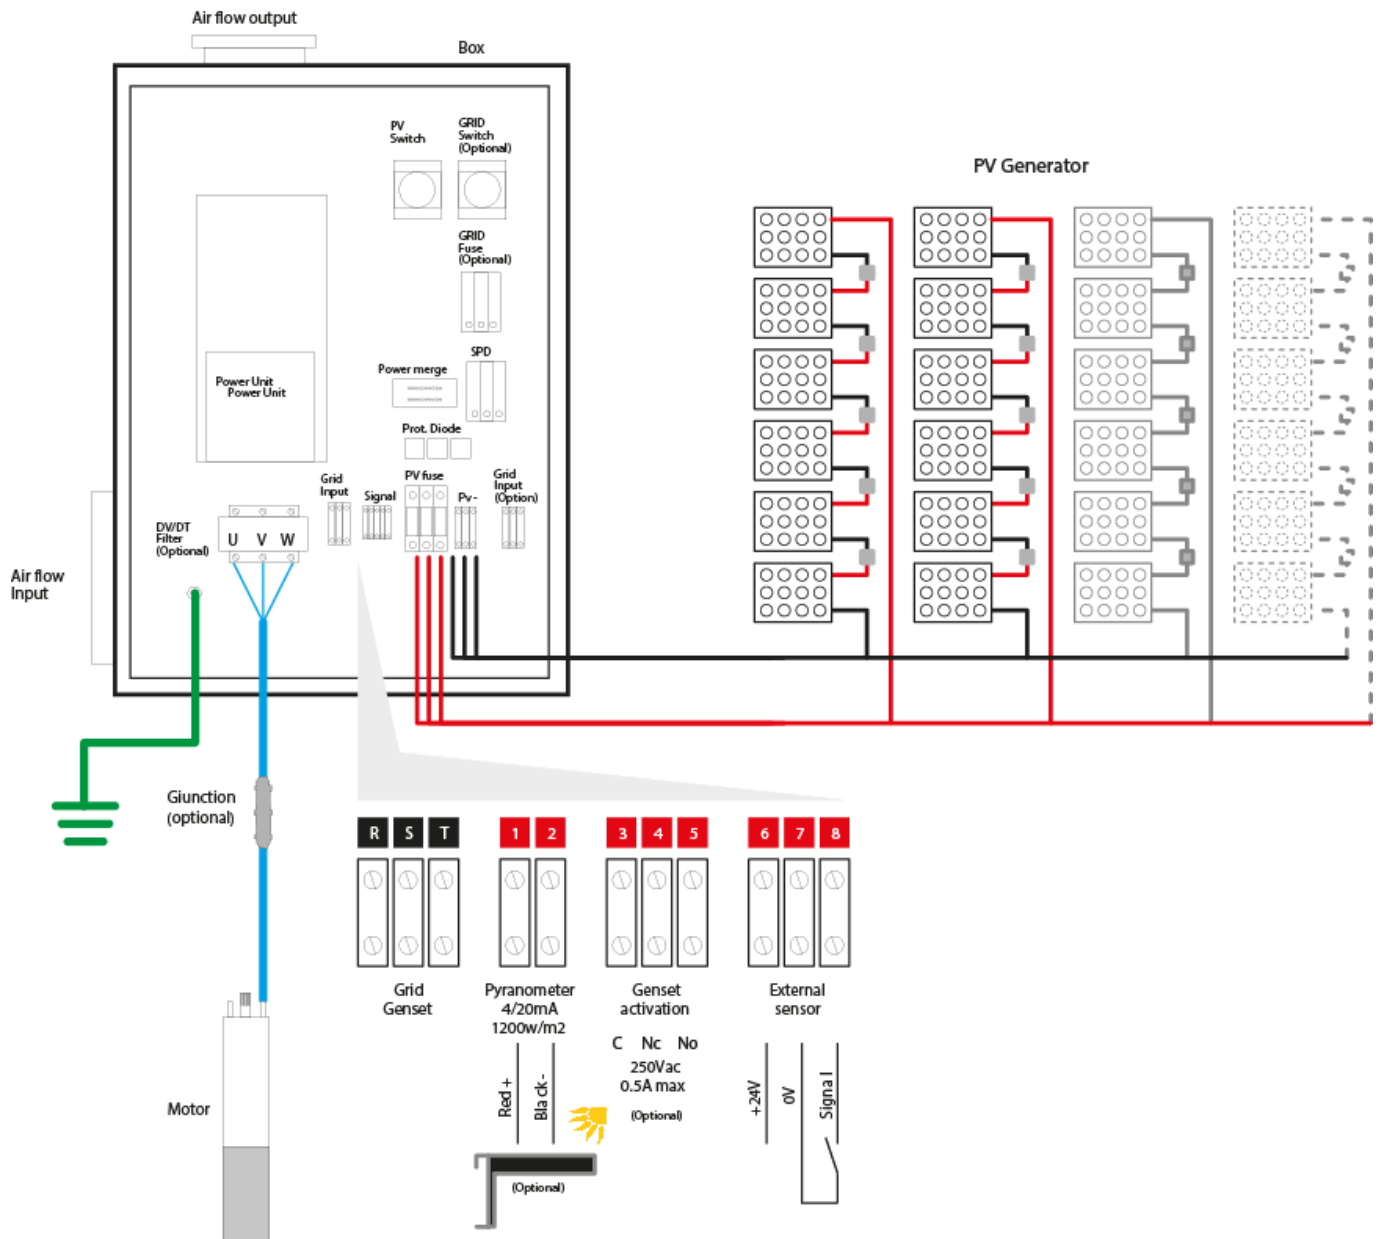 Air flow output
Box
PV
Switch
GRID
Switch
(Optional)
PV Generator
GRID
Fuse
(Optional)
SPD
Power merge
Power Unit
Power Unit
Prot. Diode
PV fuse
Grid
Input
Signal
Pv -
Grid
Input
(Option)
DV/DT
Filter
(Optional)
U V W
Air flow
Input
Giunction
(optional)
R S T
1 2
3 4 5
6 7 8
Grid
Genset
Pyranometer
4/20mA
1200w/m2
Genset
activation
External
sensor
C Nc No
250Vac
0.5A max
(Optional)
Red +
Black -
+24V
0V
Signal
Motor
(Optional)